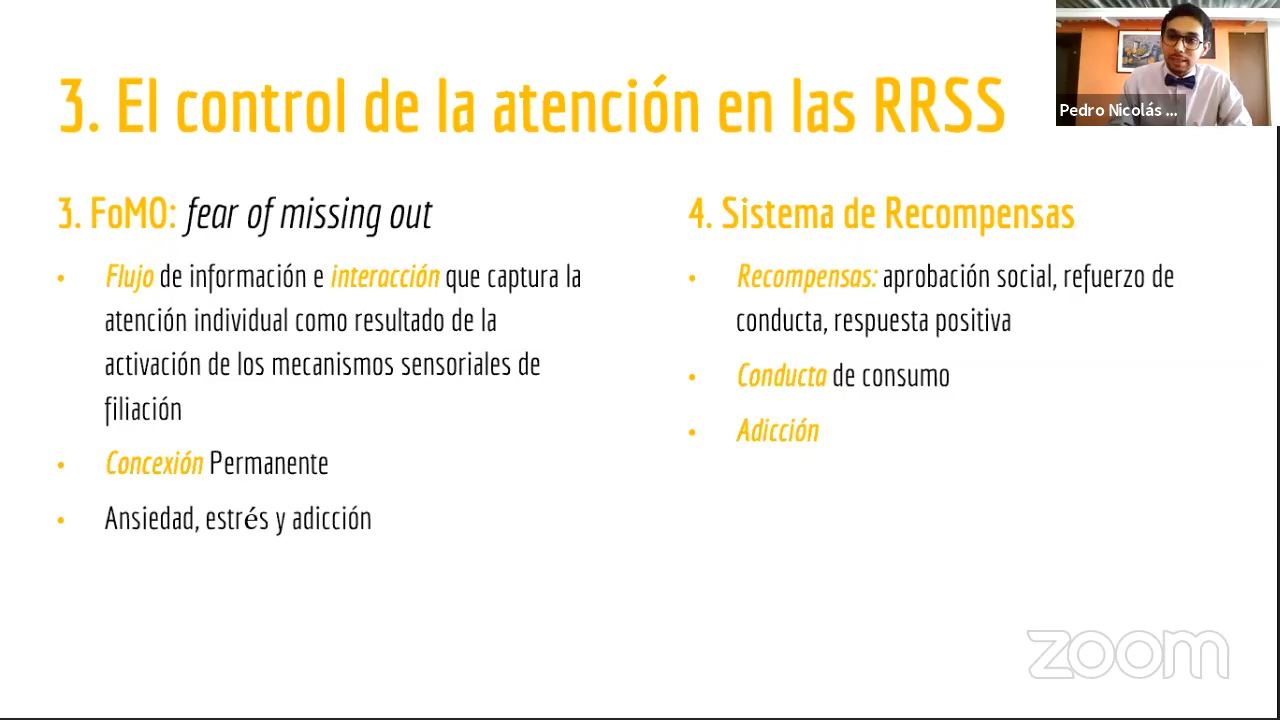 3. El control de la atención en las RRSS
Pedro Nicolás ...
3. FoMO: fear of missing out
• Flujo de información e interacción que captura la
atención individual como resultado de la
activación de los mecanismos sensoriales de
filiación
• Concexión Permanente
• Ansiedad, estrés y adicción
4. Sistema de Recompensas
• Recompensas: aprobación social, refuerzo de
conducta, respuesta positiva
• Conducta de consumo
• Adicción
zoom